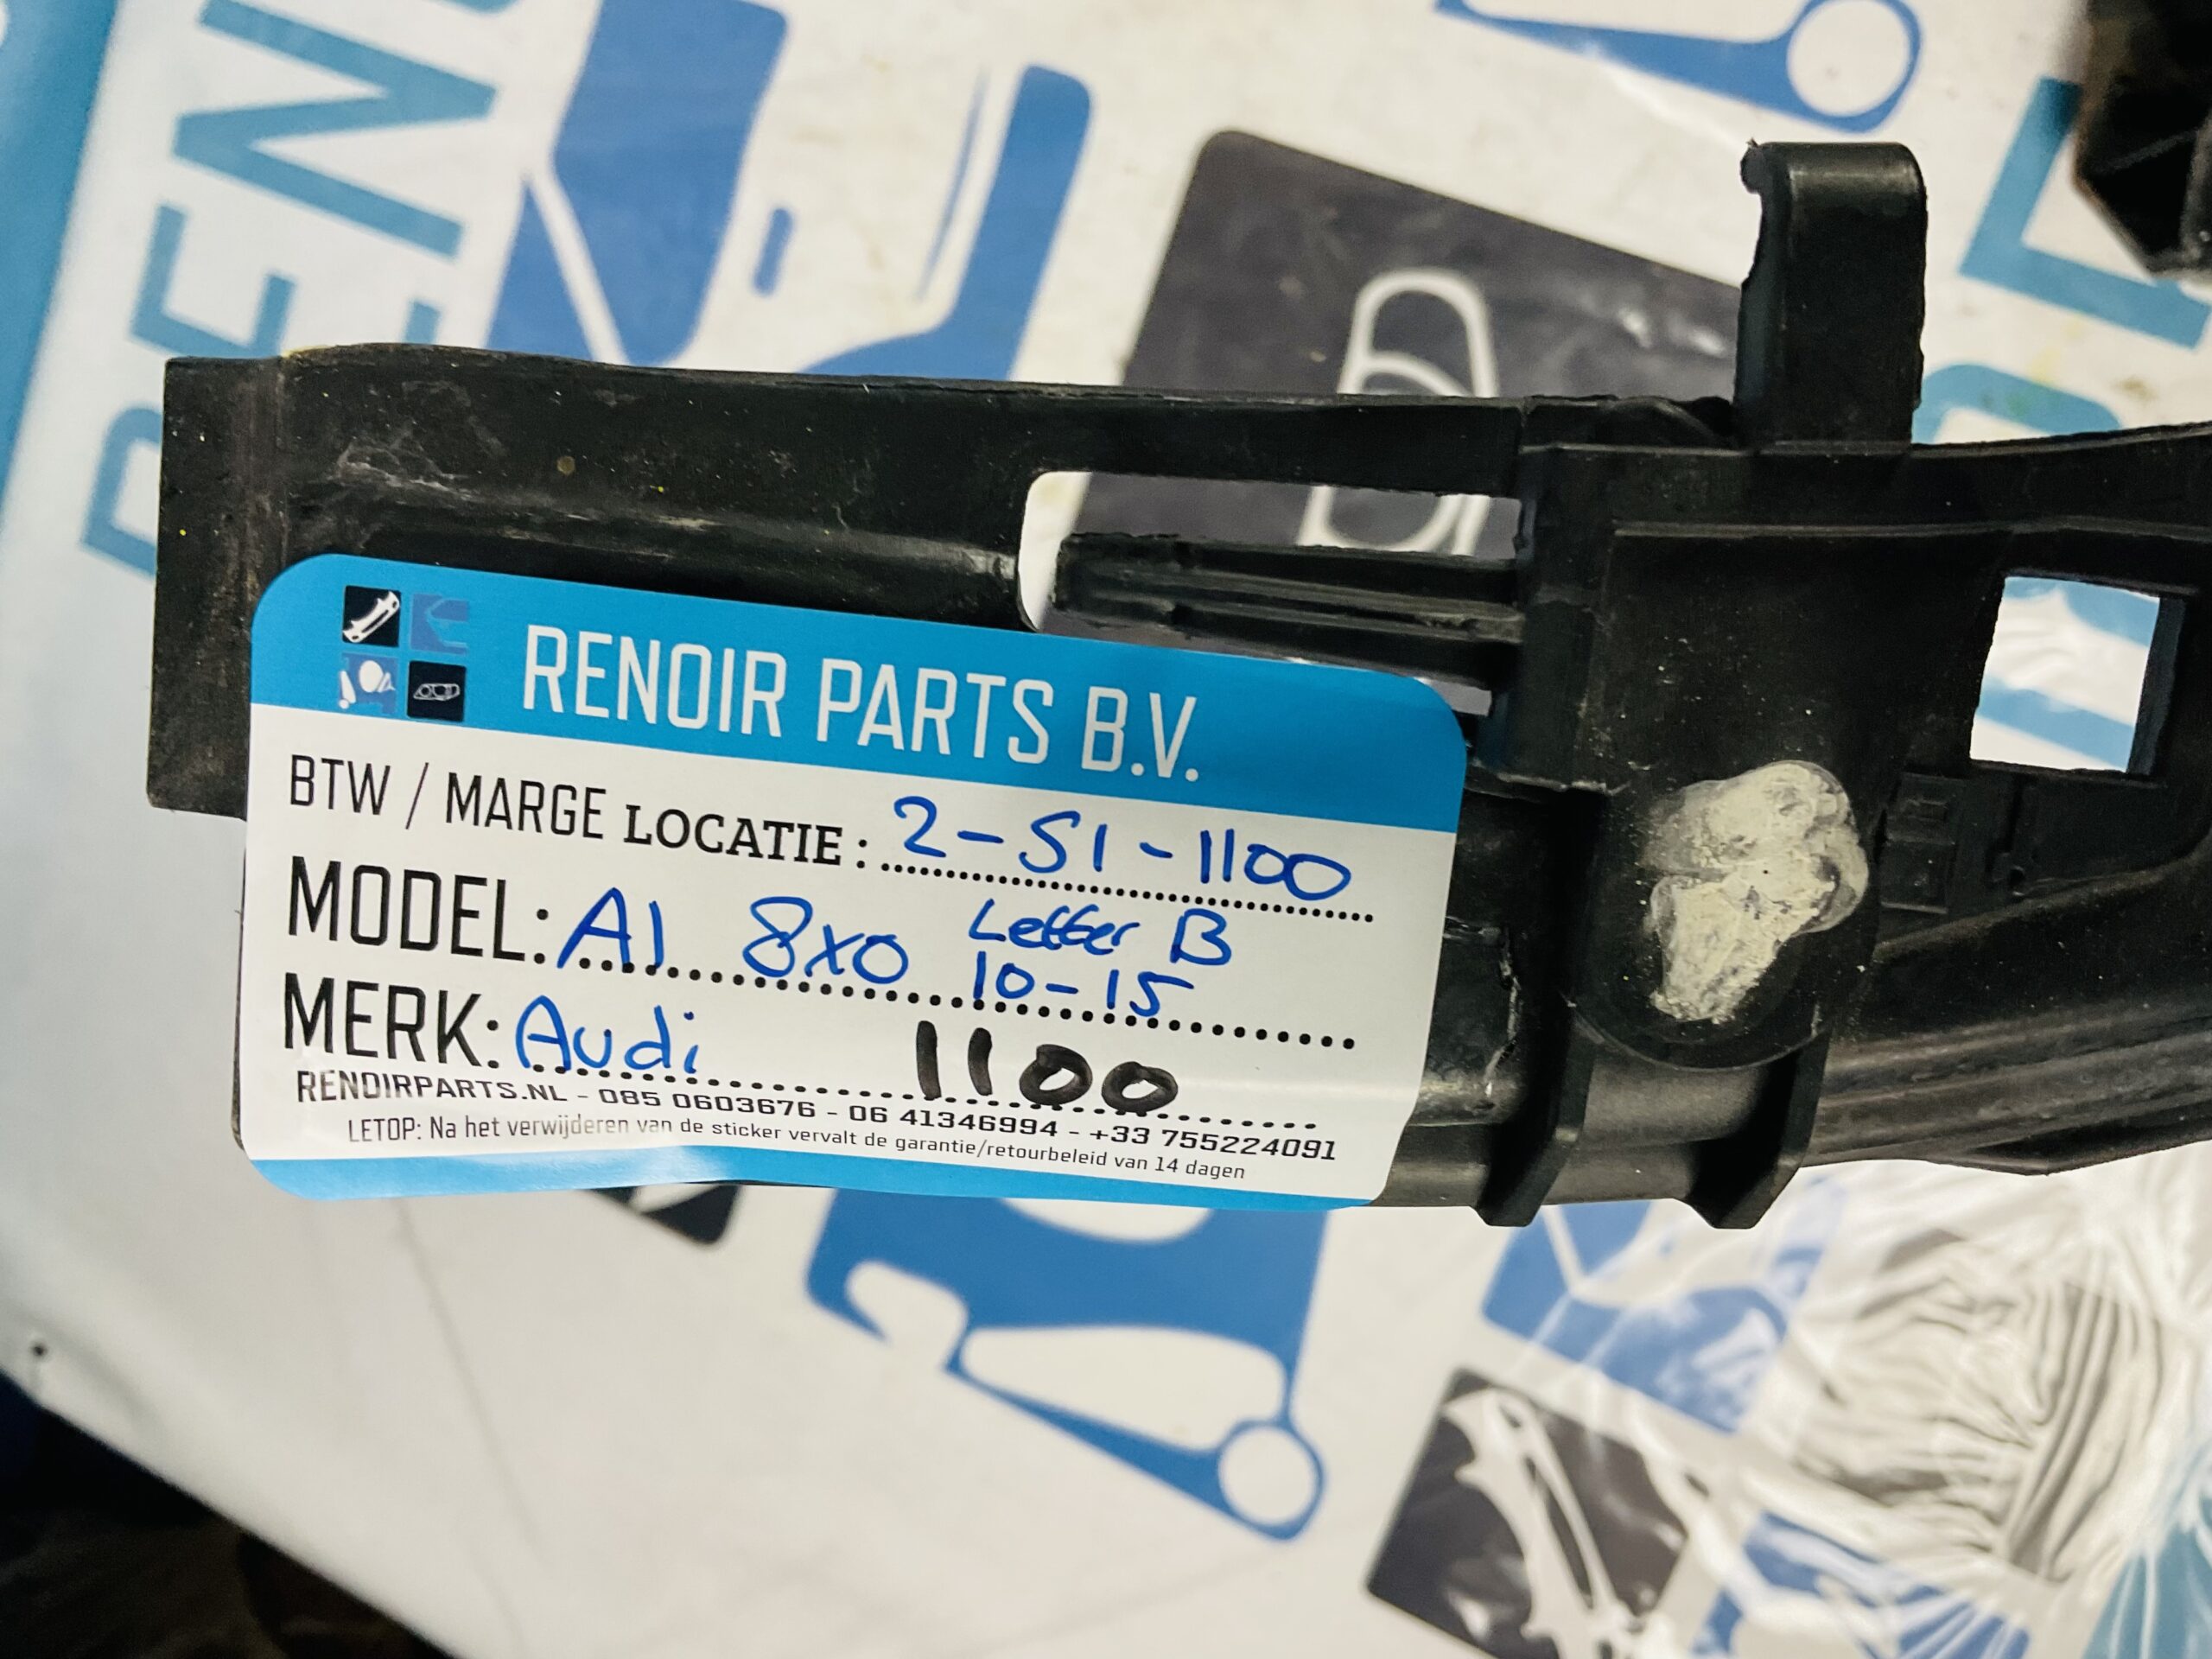 RENOIR PARTS B.V.
BTW / MARGE LOCATIE: 2-S1-1100
MODEL: A1 8x0 Letter B
10-15
MERK: Audi 1100
RENOIRPARTS.NL - 085 0603676 - 06 41346994 - +33 755224091
LETOP: Na het verwijderen van de sticker vervalt de garantie/retourbeleid van 14 dagen